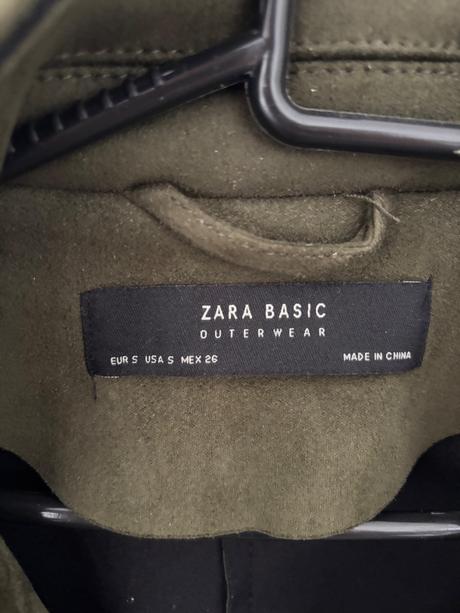 ZARA BASIC
OUTERWEAR
EUR S USA S MEX 26 MADE IN CHINA